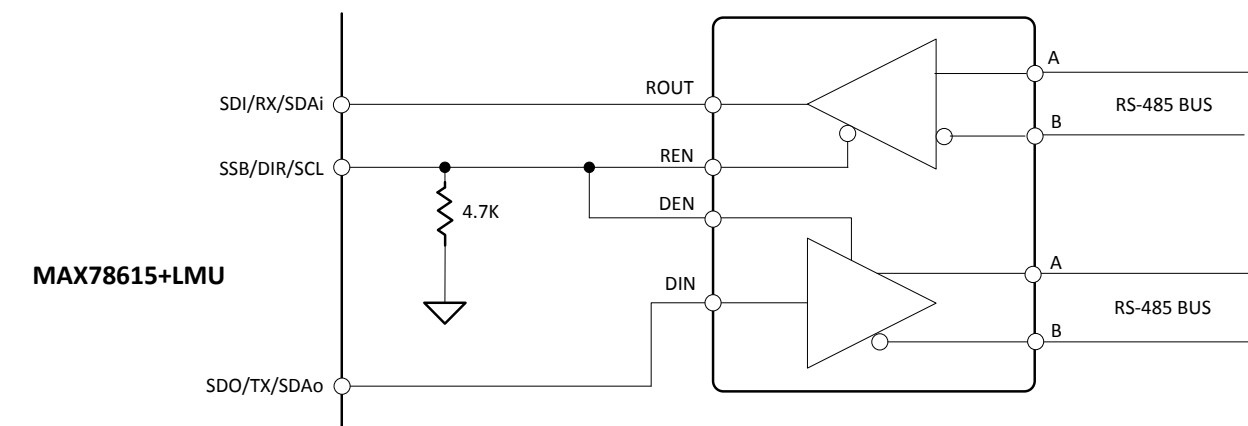 A
ROUT
SDI/RX/SDAi
RS-485 BUS
B
REN
SSB/DIR/SCL
4.7K
DEN
MAX78615+LMU
A
DIN
RS-485 BUS
B
SDO/TX/SDAo